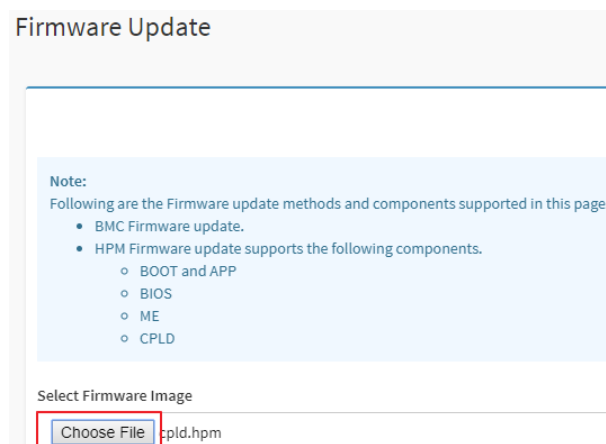 Firmware Update
Note:
Following are the Firmware update methods and components supported in this page
BMC Firmware update.
HPM Firmware update supports the following components.
BOOT and APP
BIOS
ME
CPLD
Select Firmware Image
Choose File cpld.hpm